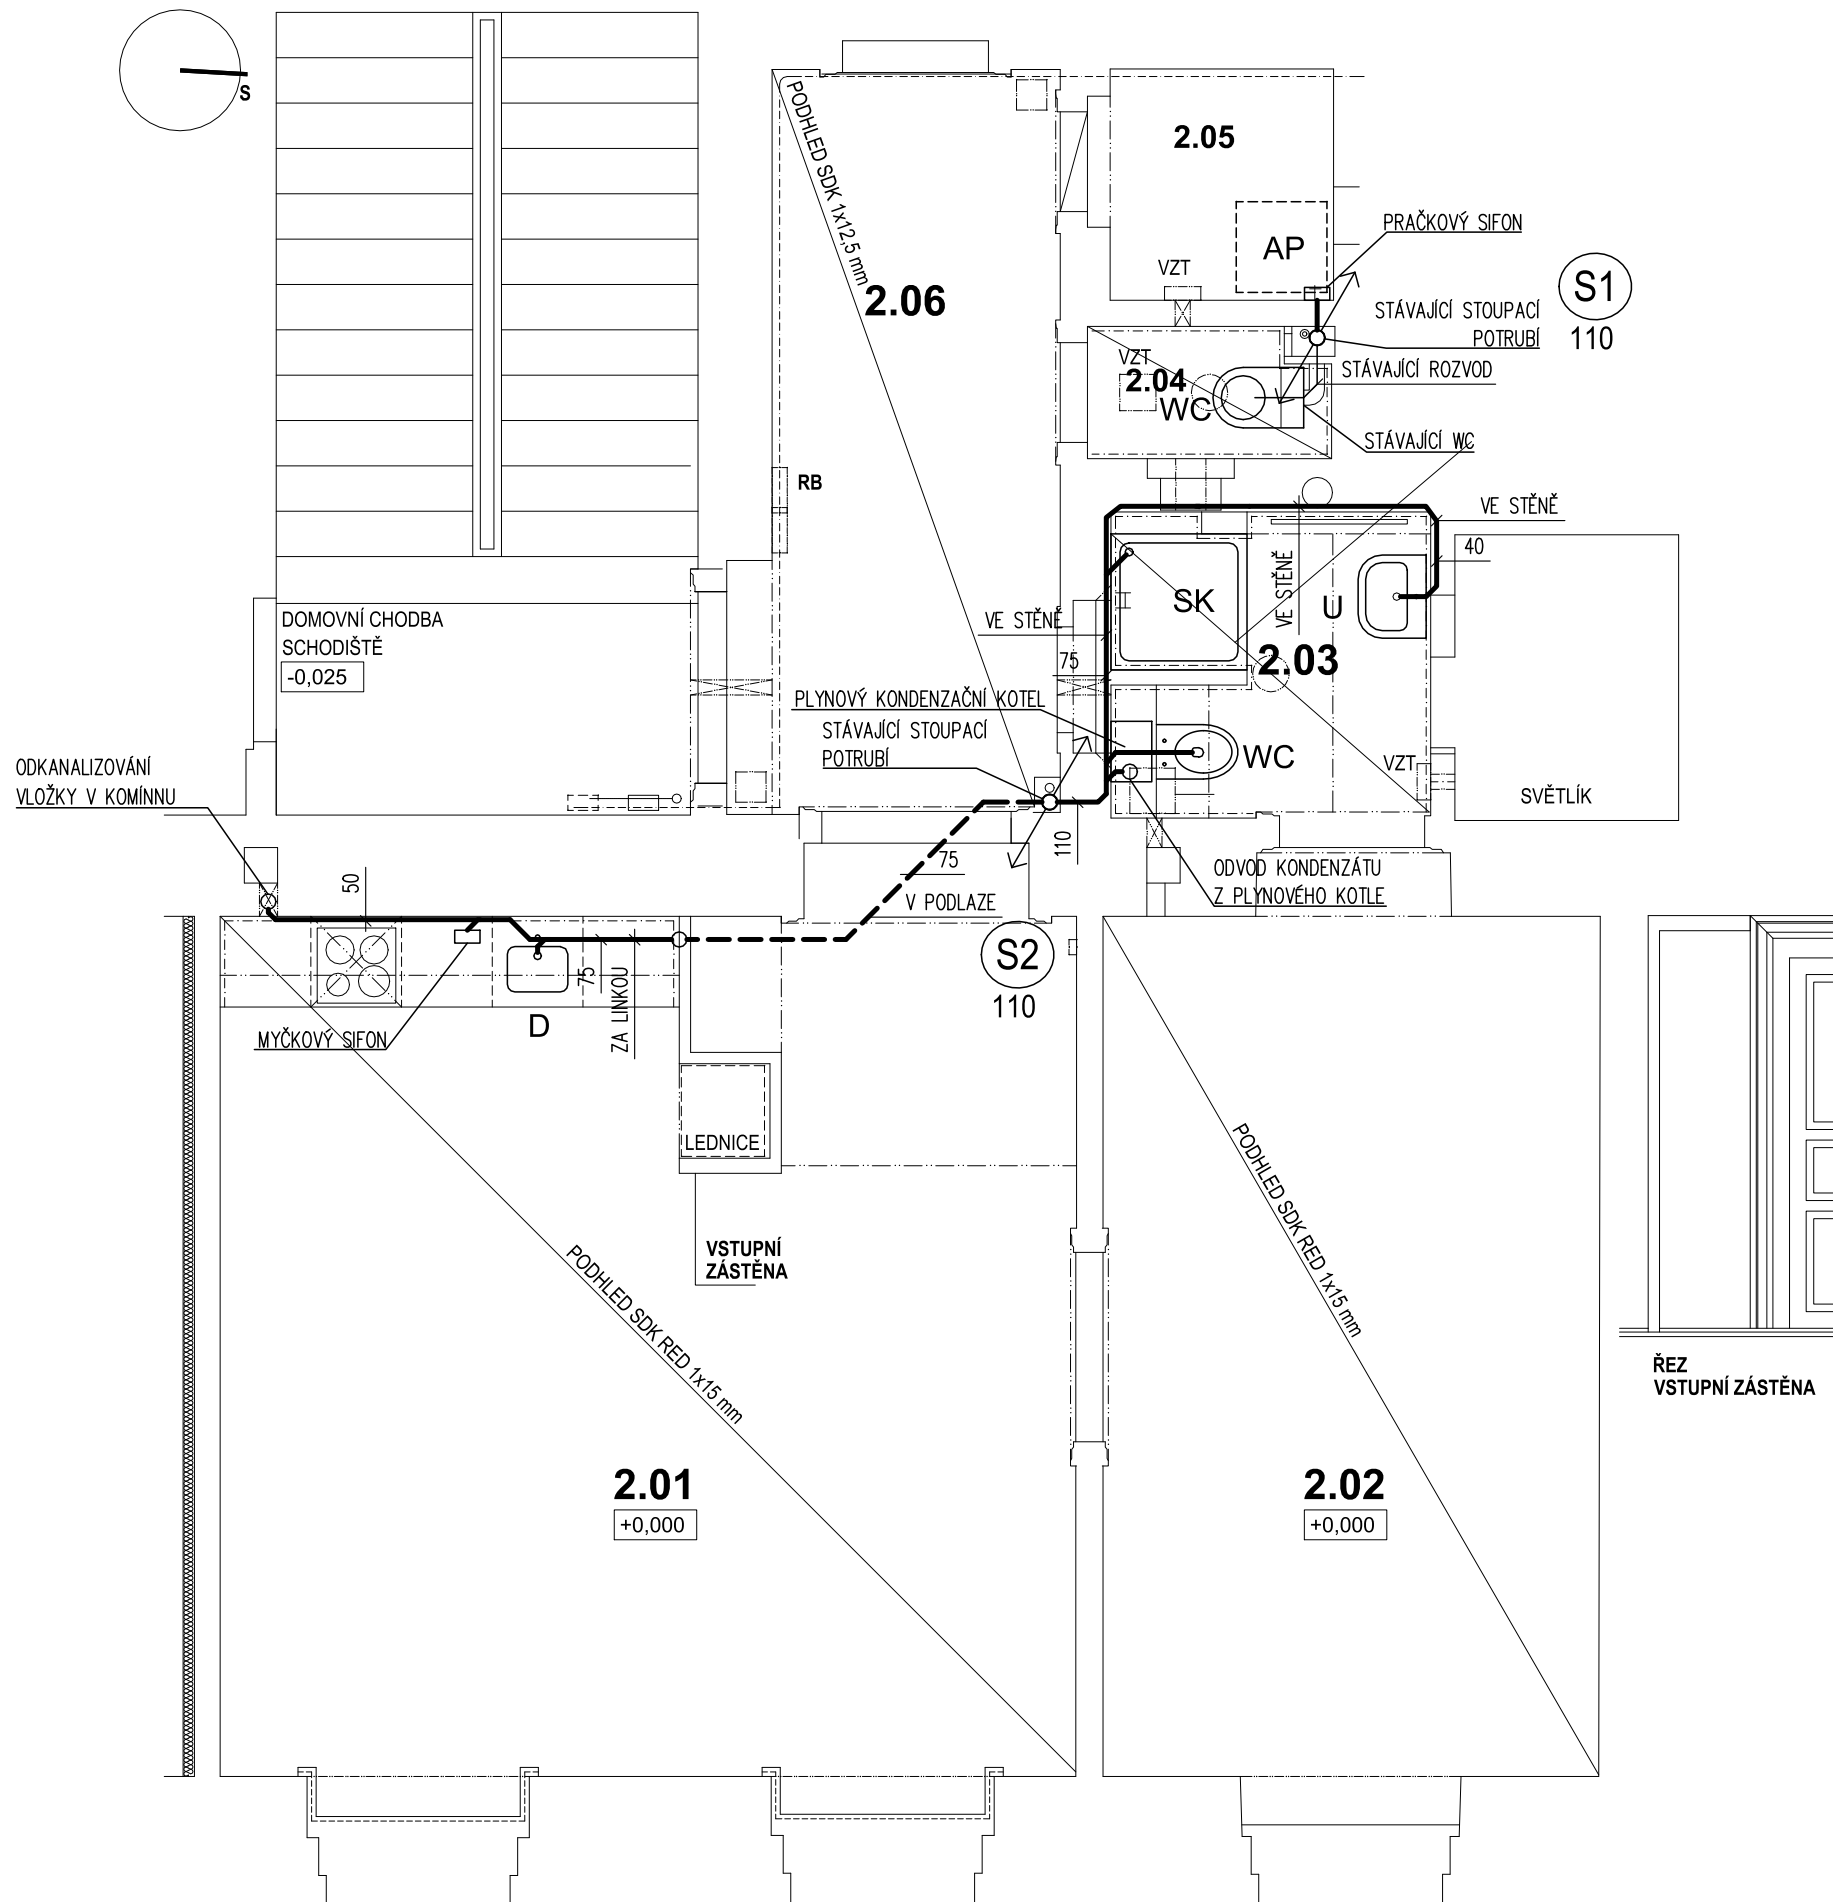 S
PODHLED SDK 1x12,5 mm
2.05
PRAČKOVÝ SIFON
AP
VZT
S1
110
2.06
STÁVAJÍCÍ STOUPACÍ
POTRUBÍ
VZT
2.04
WC
STÁVAJÍCÍ ROZVOD
STÁVAJÍCÍ WC
RB
VE STĚNĚ
40
VE STĚNĚ
SK
U
2.03
DOMOVNÍ CHODBA
SCHODIŠTĚ
-0,025
VE STĚNĚ
75
PLYNOVÝ KONDENZAČNÍ KOTEL
STÁVAJÍCÍ STOUPACÍ
POTRUBÍ
WC
VZT
SVĚTLÍK
ODKANALIZOVÁNÍ
VLOŽKY V KOMÍNNU
110
75
V PODLAZE
ODVOD KONDENZÁTU
Z PLYNOVÉHO KOTLE
50
S2
110
75
ZA LINKOU
D
MYČKOVÝ SIFON
LEDNICE
VSTUPNÍ
ZÁSTĚNA
PODHLED SDK RED 1x15 mm
PODHLED SDK RED 1x15 mm
ŘEZ
VSTUPNÍ ZÁSTĚNA
2.01
+0,000
2.02
+0,000